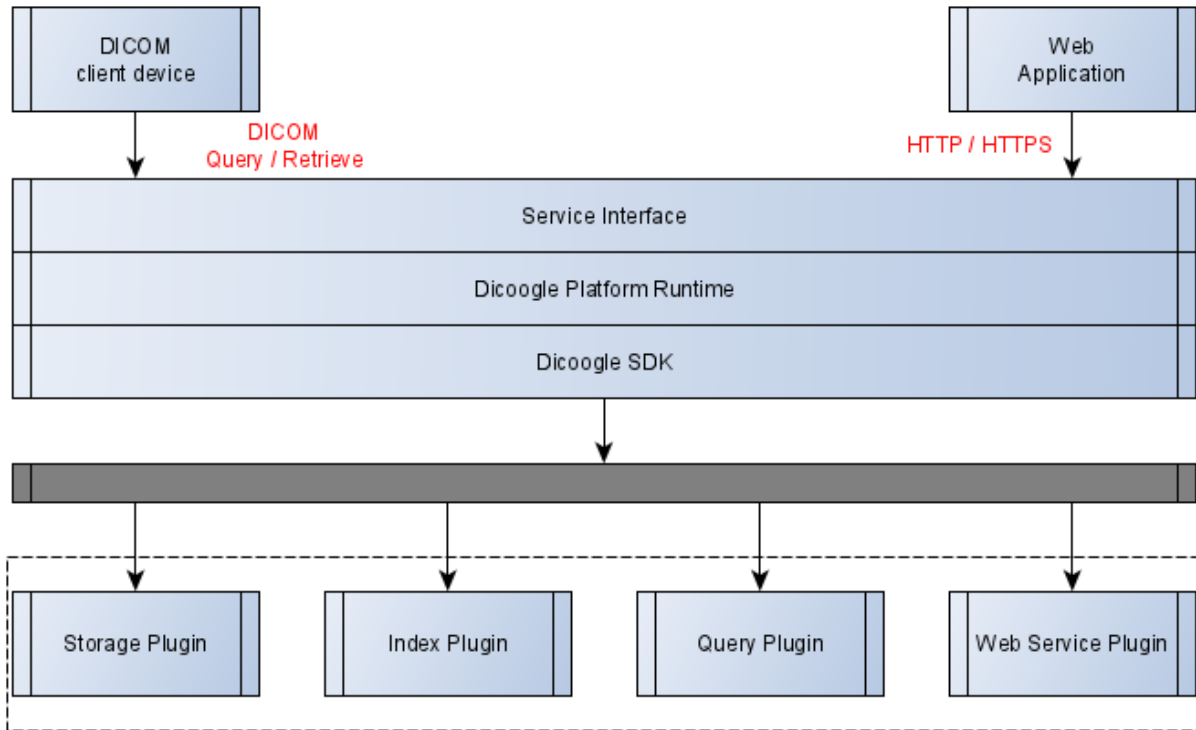 DICOM
client device
Web
Application
DICOM
Query / Retrieve
HTTP / HTTPS
Service Interface
Dicoogle Platform Runtime
Dicoogle SDK
Storage Plugin
Index Plugin
Query Plugin
Web Service Plugin